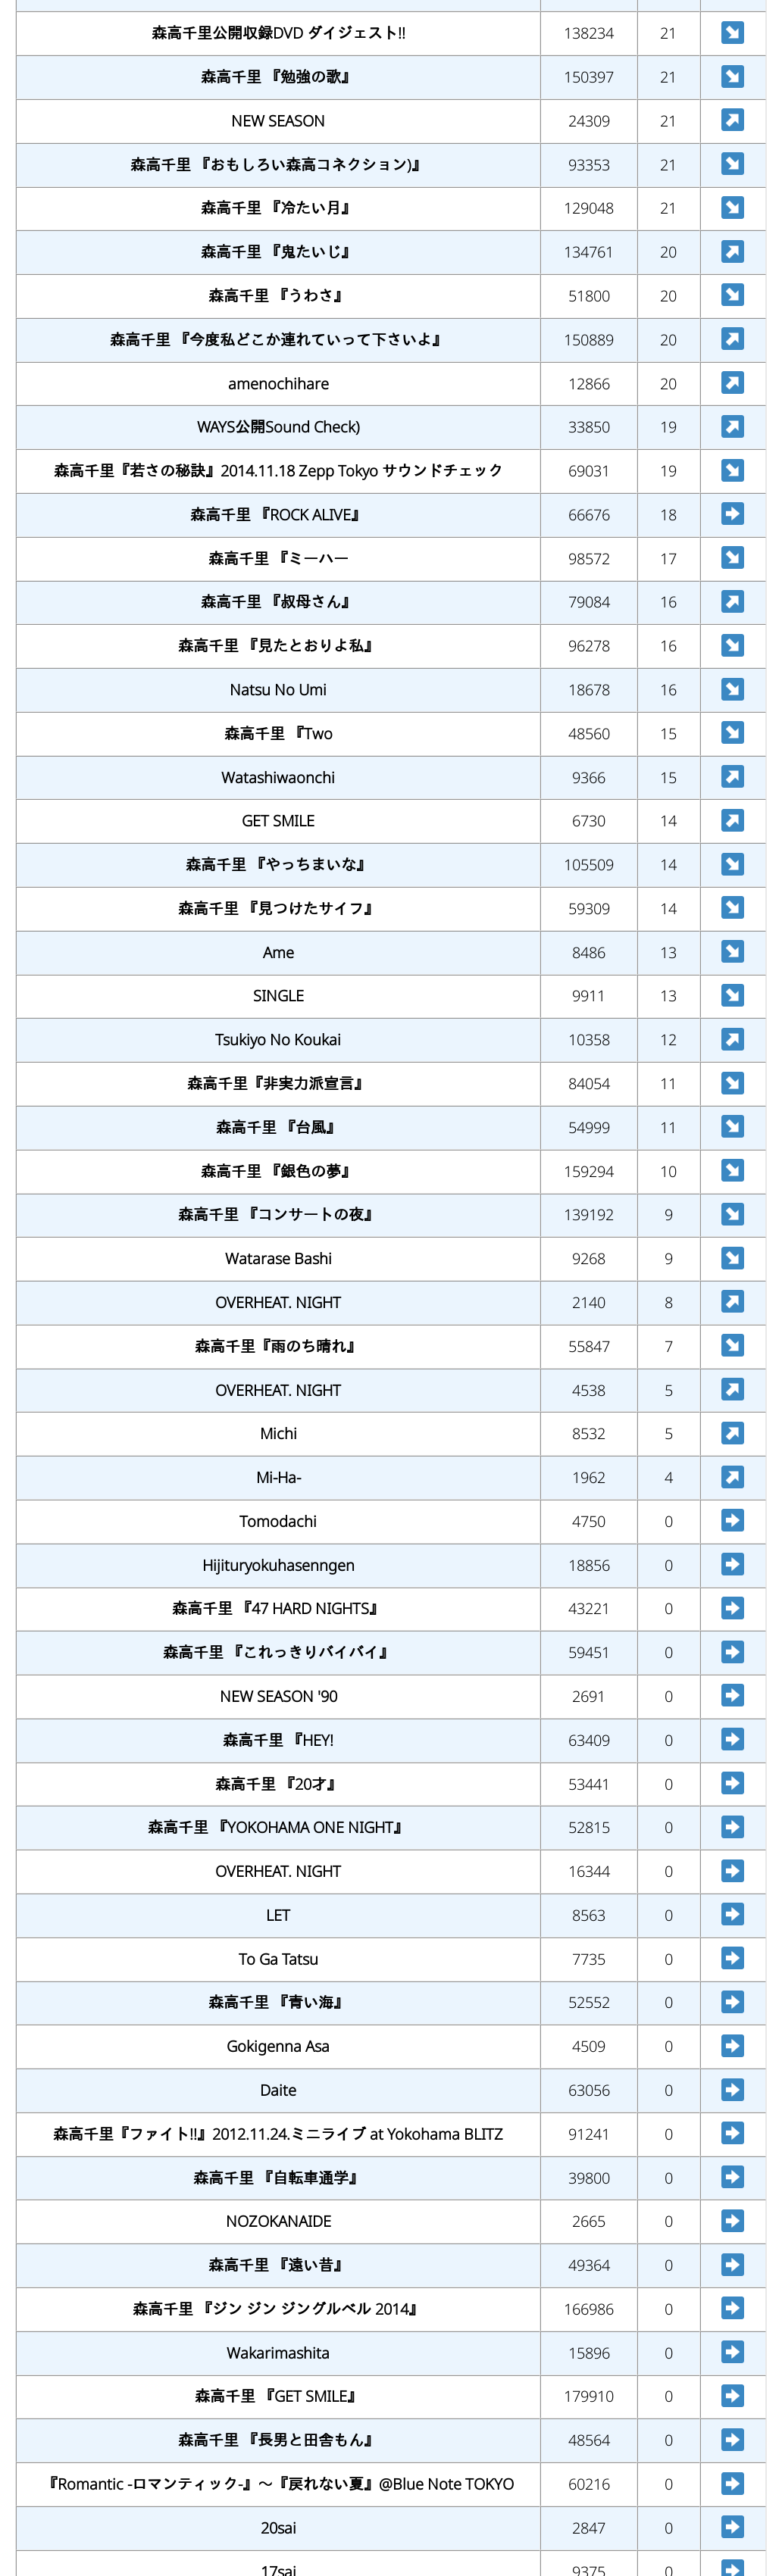 森高千里公開収録DVD ダイジェスト!! 138234 21
森高千里 『勉強の歌』 150397 21
NEW SEASON 24309 21
森高千里 『おもしろい森高コネクション)』 93353 21
森高千里 『冷たい月』 129048 21
森高千里 『鬼たいじ』 134761 20
森高千里 『うわさ』 51800 20
森高千里 『今度私どこか連れていって下さいよ』 150889 20
amenochihare 12866 20
WAYS公開Sound Check) 33850 19
森高千里『若さの秘訣』2014.11.18 Zepp Tokyo サウンドチェック 69031 19
森高千里 『ROCK ALIVE』 66676 18
森高千里 『ミーハー 98572 17
森高千里 『叔母さん』 79084 16
森高千里 『見たとおりよ私』 96278 16
Natsu No Umi 18678 16
森高千里 『Two 48560 15
Watashiwaonchi 9366 15
GET SMILE 6730 14
森高千里 『やっちまいな』 105509 14
森高千里 『見つけたサイフ』 59309 14
Ame 8486 13
SINGLE 9911 13
Tsukiyo No Koukai 10358 12
森高千里『非実力派宣言』 84054 11
森高千里 『台風』 54999 11
森高千里 『銀色の夢』 159294 10
森高千里 『コンサートの夜』 139192 9
Watarase Bashi 9268 9
OVERHEAT. NIGHT 2140 8
森高千里『雨のち晴れ』 55847 7
OVERHEAT. NIGHT 4538 5
Michi 8532 5
Mi-Ha- 1962 4
Tomodachi 4750 0
Hijituryokuhasenngen 18856 0
森高千里 『47 HARD NIGHTS』 43221 0
森高千里 『これっきりバイバイ』 59451 0
NEW SEASON '90 2691 0
森高千里 『HEY! 63409 0
森高千里 『20才』 53441 0
森高千里 『YOKOHAMA ONE NIGHT』 52815 0
OVERHEAT. NIGHT 16344 0
LET 8563 0
To Ga Tatsu 7735 0
森高千里 『青い海』 52552 0
Gokigenna Asa 4509 0
Daite 63056 0
森高千里『ファイト!!』2012.11.24.ミニライブ at Yokohama BLITZ 91241 0
森高千里 『自転車通学』 39800 0
NOZOKANAIDE 2665 0
森高千里 『遠い昔』 49364 0
森高千里 『ジン ジン ジングルベル 2014』 166986 0
Wakarimashita 15896 0
森高千里 『GET SMILE』 179910 0
森高千里 『長男と田舎もん』 48564 0
『Romantic -ロマンティック-』〜『戻れない夏』@Blue Note TOKYO 60216 0
20sai 2847 0
17sai 9375 0